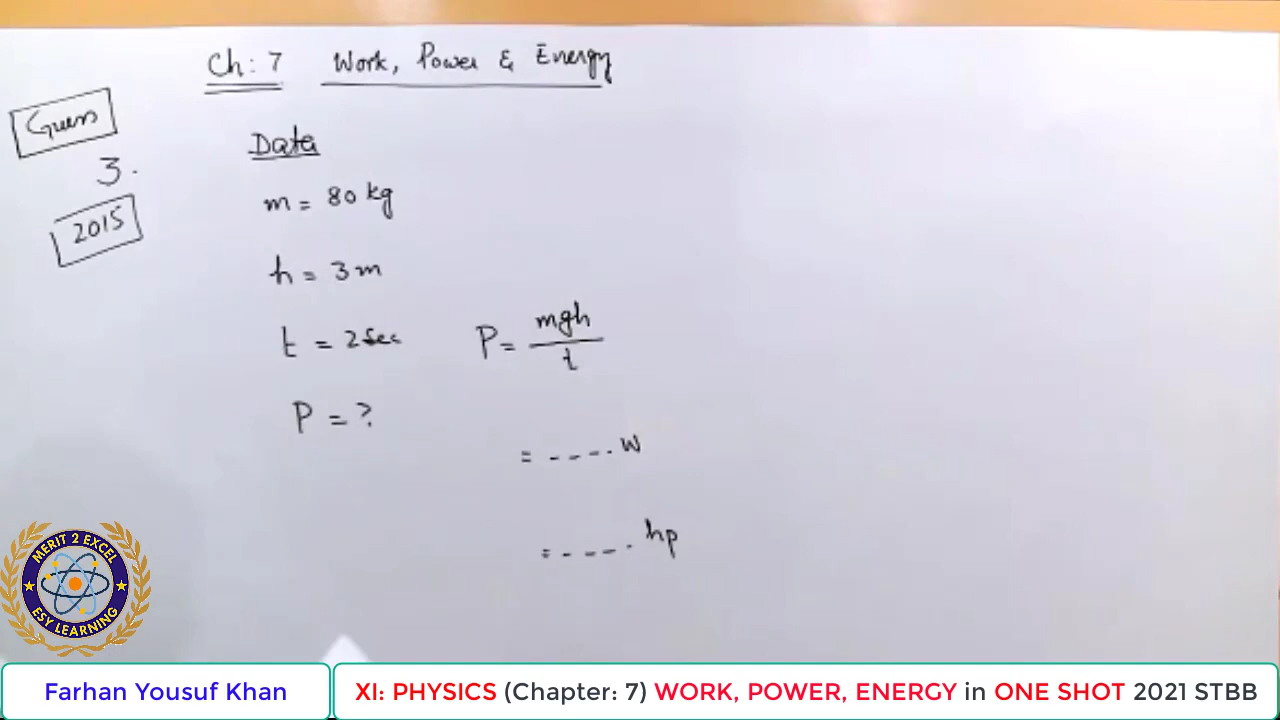 Ch: 7 Work, Power & Energy
Guess
3.
2015
Data
m = 80 kg
h = 3m
t = 2 sec
P = mgh / t
P = ?
= - - - - . W
= - - - - . hp
MERIT 2 EXCEL
ESY LEARNING
Farhan Yousuf Khan
XI: PHYSICS (Chapter: 7) WORK, POWER, ENERGY in ONE SHOT 2021 STBB